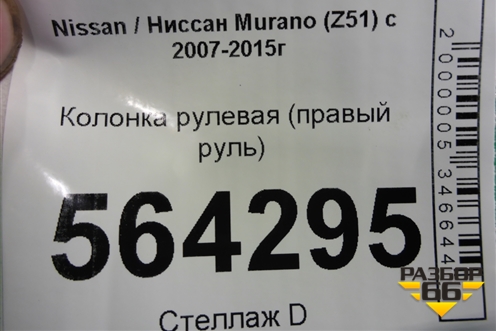 Nissan / Ниссан Murano (Z51) с
2007-2015г
Колонка рулевая (правый
руль)
564295
Стеллаж D
2000005346644
РАЗБОР
66